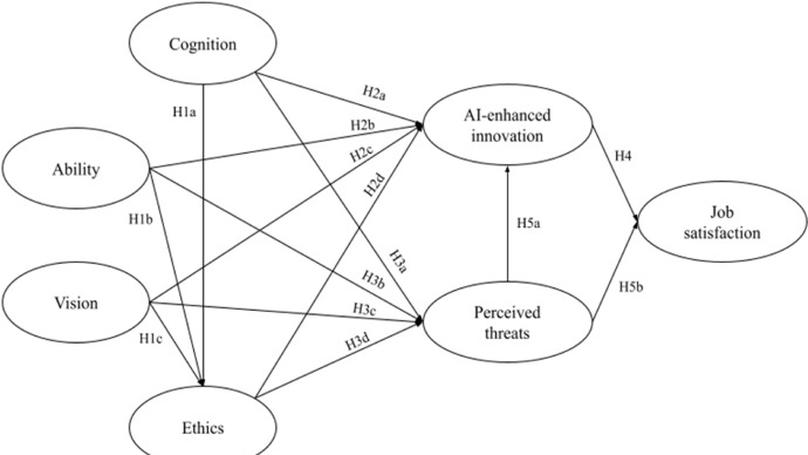 Cognition
H1a
H2a
AI-enhanced
innovation
H2b
H2c
Ability
H2d
H4
H1b
H5a
Job
satisfaction
H3a
H3b
Vision
H3c
H5b
Perceived
threats
H1c
H3d
Ethics